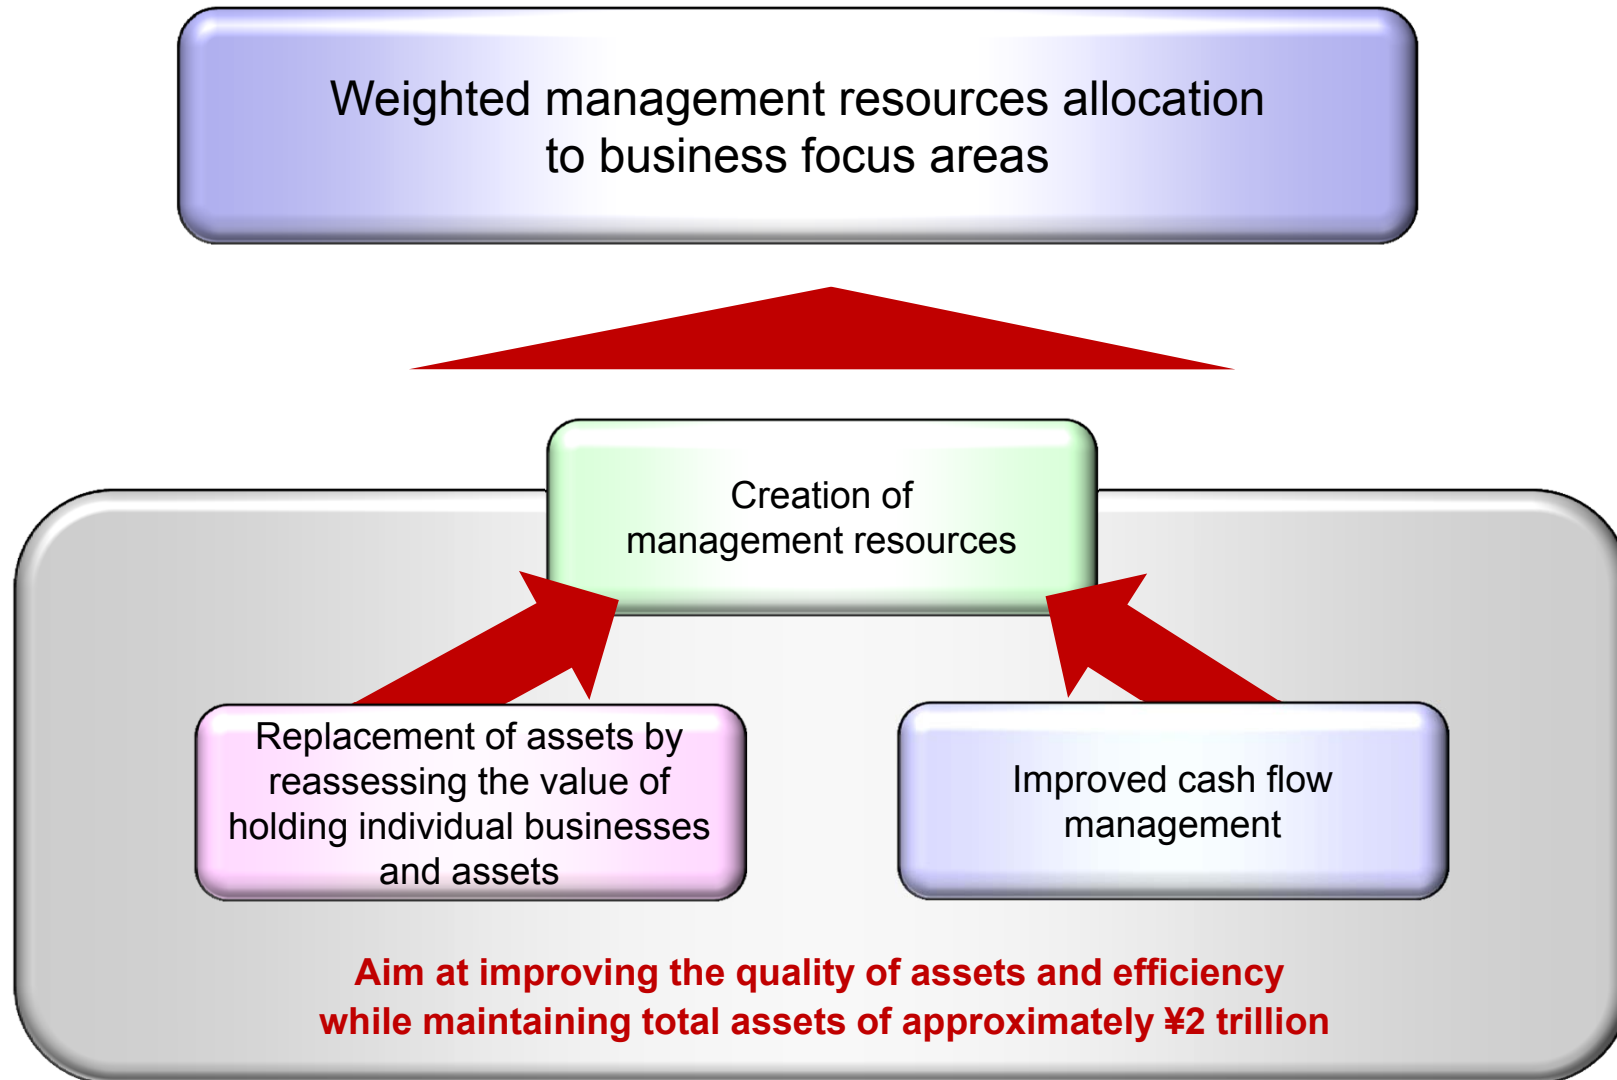 Weighted management resources allocation
to business focus areas
Creation of
management resources
Replacement of assets by
reassessing the value of
holding individual businesses
and assets
Improved cash flow
management
Aim at improving the quality of assets and efficiency
while maintaining total assets of approximately ¥2 trillion